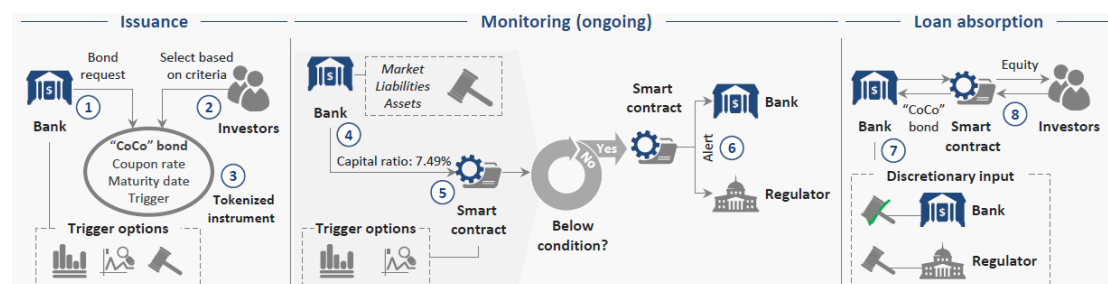 Issuance
Bond
request
Select based
on criteria
$
1
2
Bank
Investors
“CoCo” bond
Coupon rate
Maturity date
Trigger
3
Tokenized
instrument
Trigger options
Monitoring (ongoing)
$
Market
Liabilities
Assets
Bank
4
Capital ratio: 7.49%
5
Smart
contract
Trigger options
No
Yes
Below
condition?
Smart
contract
Alert
6
$
Bank
Regulator
Loan absorption
$
Equity
“CoCo”
bond
8
Bank
Smart
contract
Investors
7
Discretionary input
$
Bank
Regulator